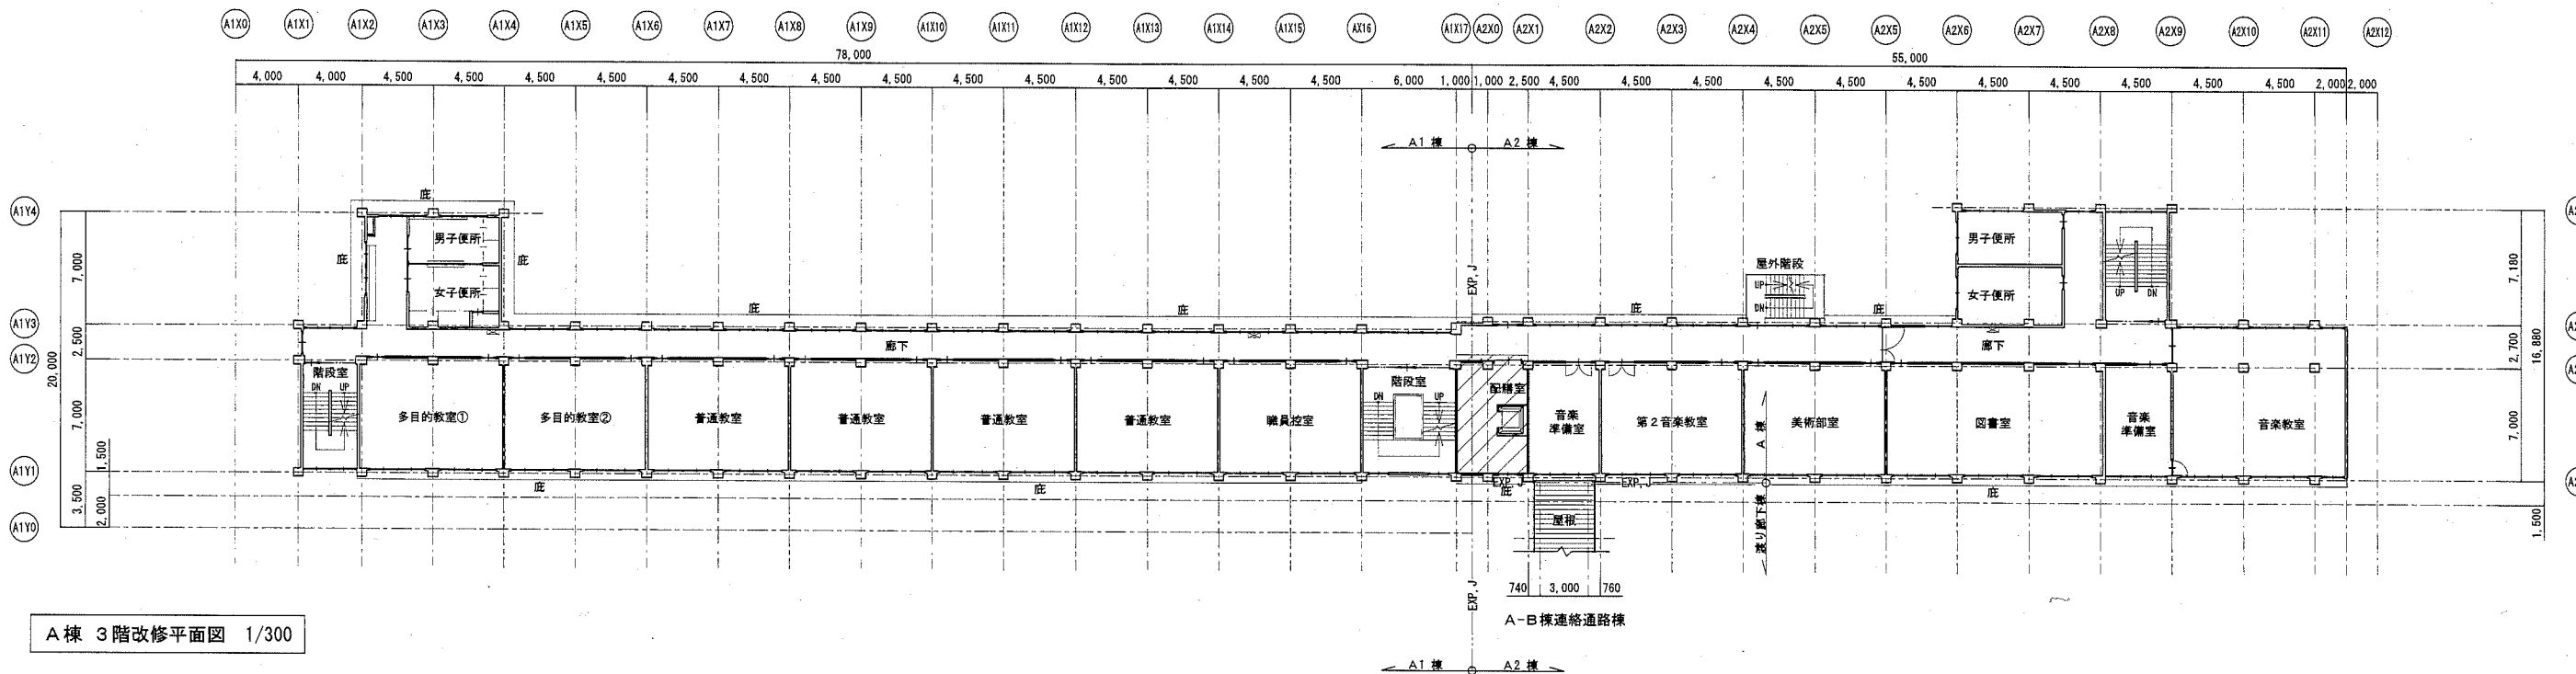 A1X0 A1X1 A1X2 A1X3 A1X4 A1X5 A1X6 A1X7 A1X8 A1X9 A1X10 A1X11 A1X12 A1X13 A1X14 A1X15 AX16 A1X17 A2X0 A2X1 A2X2 A2X3 A2X4 A2X5 A2X5 A2X6 A2X7 A2X8 A2X9 A2X10 A2X11 A2X12
78,000 55,000
4,000 4,000 4,500 4,500 4,500 4,500 4,500 4,500 4,500 4,500 4,500 4,500 4,500 4,500 4,500 4,500 6,000 1,000 1,000 2,500 4,500 4,500 4,500 4,500 4,500 4,500 4,500 4,500 4,500 4,500 4,500 2,000 2,000
A1棟 A2棟
庇
A1Y4
男子便所
庇
庇
7,000
女子便所
EXP.J
屋外階段
UP
DN
男子便所
女子便所
UP DN
7,180
庇
庇
庇
庇
A1Y3
2,500
廊下
廊下
2,700
16,880
A1Y2
20,000
階段室
DN UP
多目的教室①
多目的教室②
普通教室
普通教室
普通教室
普通教室
職員控室
階段室
DN UP
配膳室
音楽
準備室
第2音楽教室
美術部室
図書室
音楽
準備室
音楽教室
7,000
7,000
A棟
渡り廊下棟
A1Y1
1,500
庇
庇
EXP.J
庇
EXP.J
庇
3,500
2,000
1,500
A1Y0
屋根
740 3,000 760
EXP.J
A-B棟連絡通路棟
A棟 3階改修平面図 1/300
A1棟 A2棟